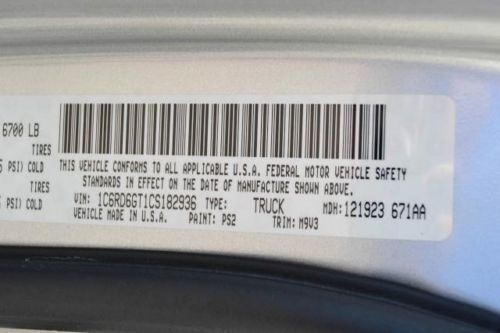 6700 LB
TIRES
PSI) COLD
TIRES
PSI) COLD
THIS VEHICLE CONFORMS TO ALL APPLICABLE U.S.A. FEDERAL MOTOR VEHICLE SAFETY
STANDARDS IN EFFECT ON THE DATE OF MANUFACTURE SHOWN ABOVE.
VIN: 1C6RD6GT1CS182936 TYPE: TRUCK MDH: 121923 671AA
VEHICLE MADE IN U.S.A. PAINT: PS2 TRIM: M9V3